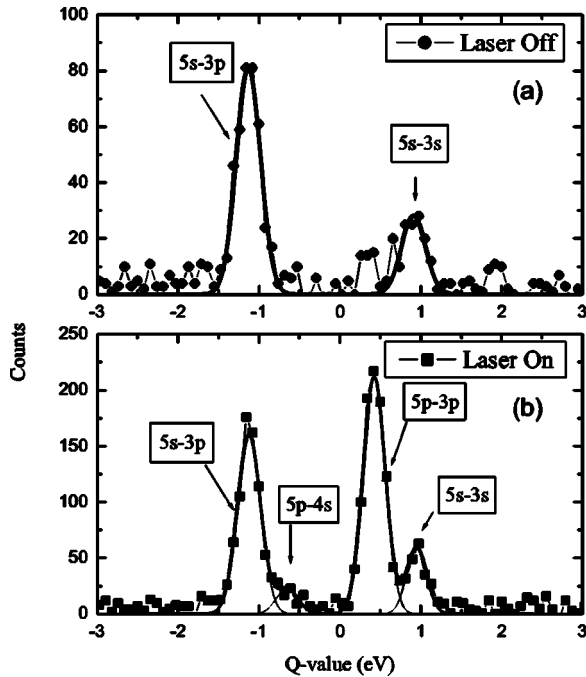 100
80
60
40
20
0
Laser Off
(a)
5s-3p
5s-3s
-3 -2 -1 0 1 2 3
Counts
250
200
150
100
50
0
Laser On
(b)
5p-3p
5s-3p
5p-4s
5s-3s
-3 -2 -1 0 1 2 3
Q-value (eV)